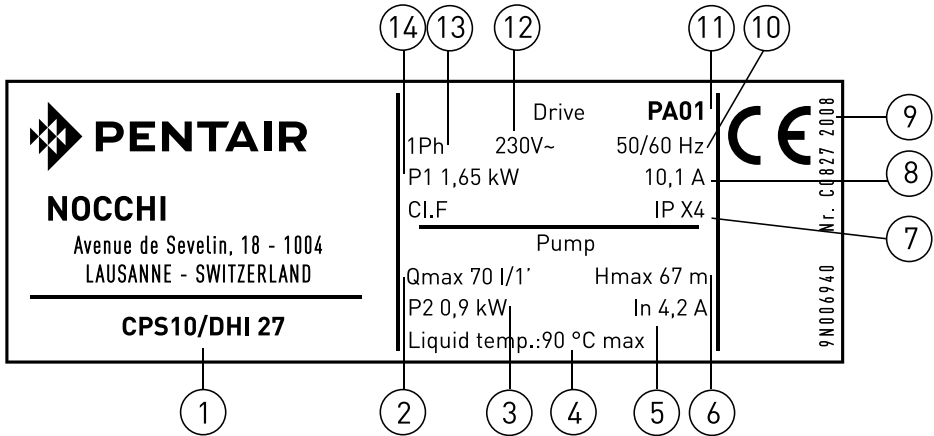 14 13 12 11 10
PENTAIR
NOCCHI
Avenue de Sevelin, 18 - 1004
LAUSANNE - SWITZERLAND
CPS10/DHI 27
Drive PA01
1Ph 230V~ 50/60 Hz
P1 1,65 kW 10,1 A
CI.F IP X4
Pump
Qmax 70 l/1' Hmax 67 m
P2 0,9 kW In 4,2 A
Liquid temp.:90 °C max
CE
9N006940 Nr. C0827 2008
9
8
7
1 2 3 4 5 6